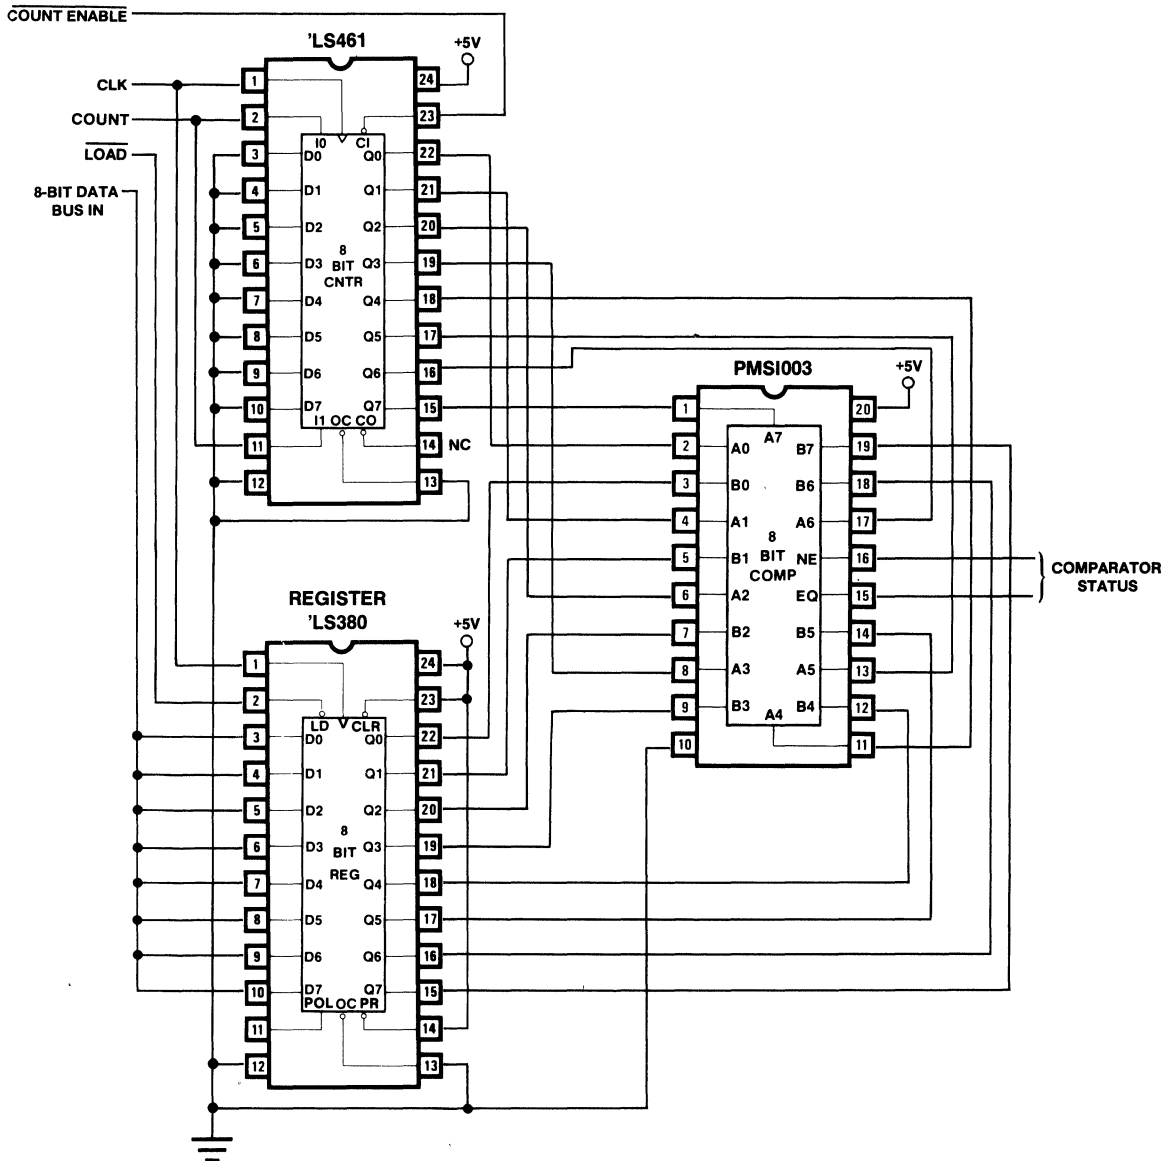 COUNT ENABLE
'LS461
+5V
CLK
1
24
COUNT
2
23
I0
CI
LOAD
3
D0
Q0
22
8-BIT DATA
BUS IN
4
D1
Q1
21
5
D2
Q2
20
8
BIT
CNTR
6
D3
Q3
19
7
D4
Q4
18
8
D5
Q5
17
9
D6
Q6
16
10
D7
Q7
15
I1
OC
CO
11
14
NC
12
13
PMSI003
+5V
1
20
A7
2
A0
B7
19
3
B0
B6
18
4
A1
A6
17
8
BIT
COMP
5
B1
NE
16
6
A2
EQ
15
COMPARATOR
STATUS
7
B2
B5
14
8
A3
A5
13
9
B3
B4
12
A4
10
11
REGISTER
'LS380
+5V
1
24
2
23
LD
CLR
3
D0
Q0
22
4
D1
Q1
21
5
D2
Q2
20
8
BIT
REG
6
D3
Q3
19
7
D4
Q4
18
8
D5
Q5
17
9
D6
Q6
16
10
D7
Q7
15
POL
OC
PR
11
14
12
13